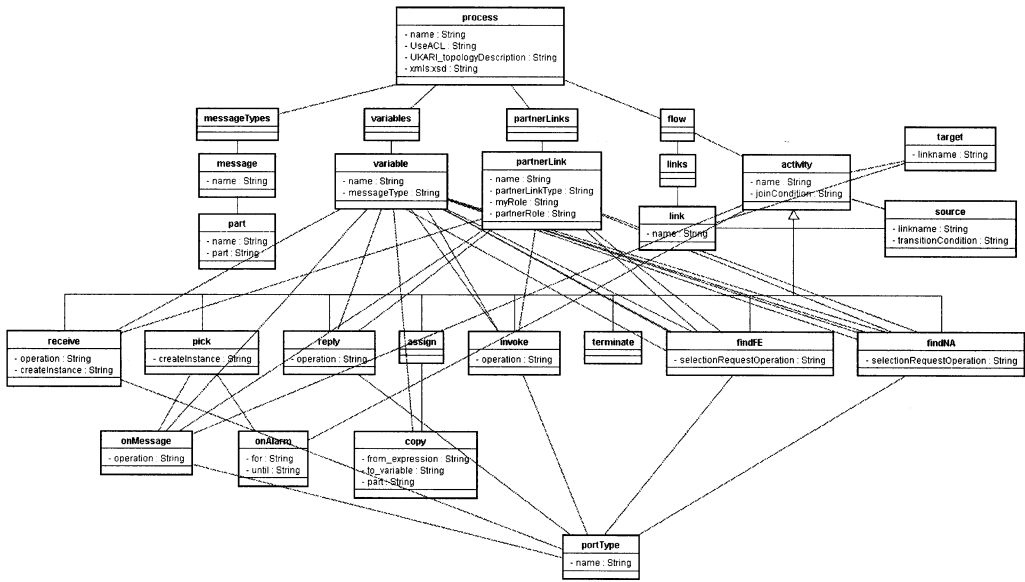 process
- name : String
- UseACL : String
- UKARI_topologyDescription : String
- xmls:xsd : String
messageTypes
variables
partnerLinks
flow
target
- linkname : String
message
- name : String
variable
- name : String
- messageType : String
partnerLink
- name : String
- partnerLinkType : String
- myRole : String
- partnerRole : String
links
activity
- name : String
- joinCondition : String
part
- name : String
- part : String
link
- name : String
source
- linkname : String
- transitionCondition : String
receive
- operation : String
- createInstance : String
pick
- createInstance : String
reply
- operation : String
assign
invoke
- operation : String
terminate
findFE
- selectionRequestOperation : String
findNA
- selectionRequestOperation : String
onMessage
- operation : String
onAlarm
- for : String
- until : String
copy
- from_expression : String
- to_variable : String
- part : String
portType
- name : String